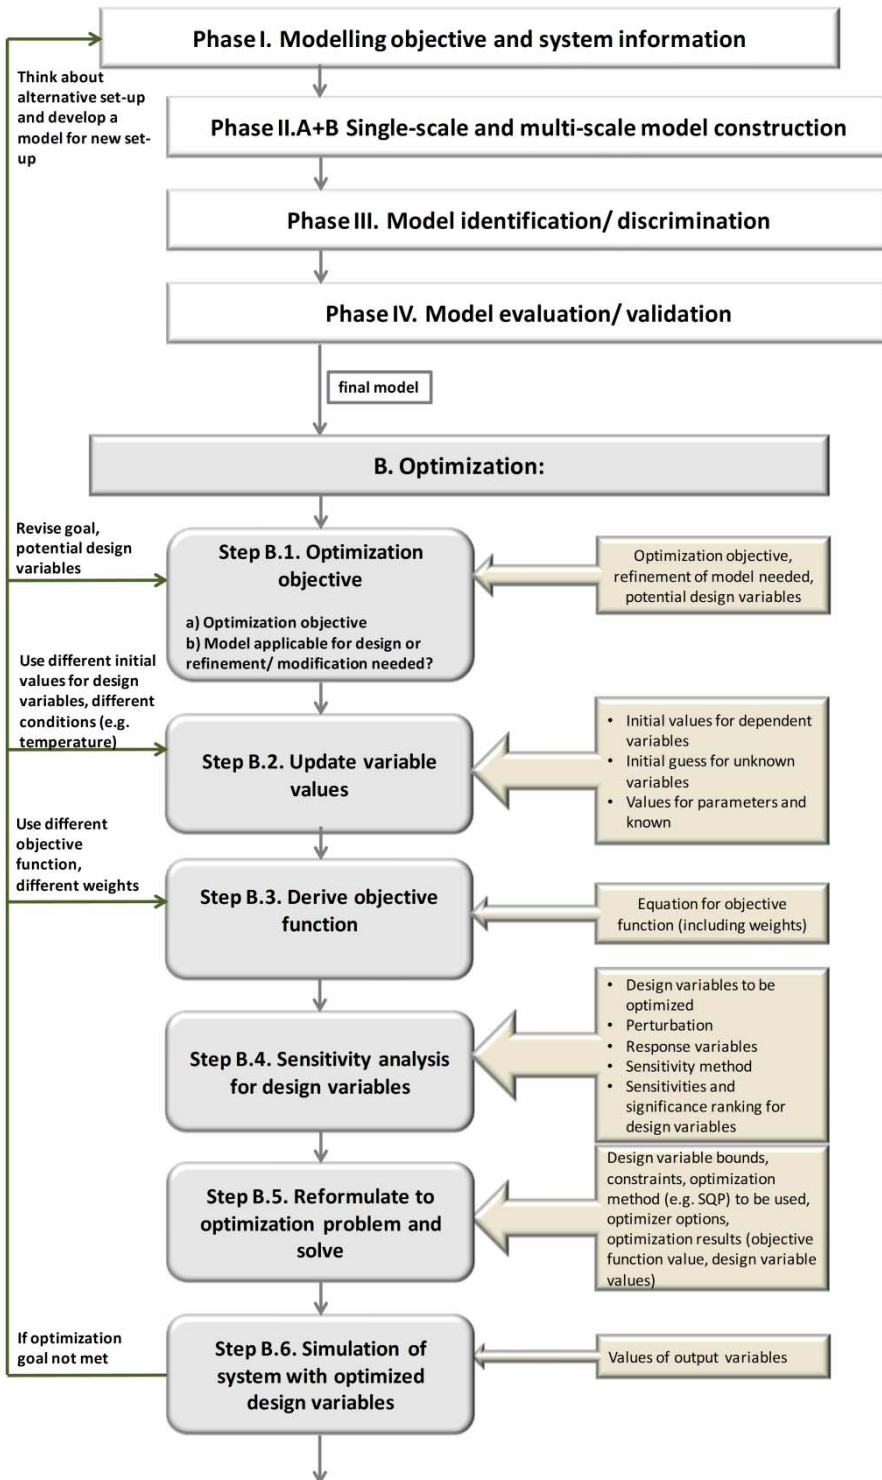 Phase I. Modelling objective and system information
Think about
alternative set-up
and develop a
model for new set-
up
Phase II.A+B Single-scale and multi-scale model construction
Phase III. Model identification/ discrimination
Phase IV. Model evaluation/ validation
final model
B. Optimization:
Revise goal,
potential design
variables
Step B.1. Optimization
objective
a) Optimization objective
b) Model applicable for design or
refinement/ modification needed?
Optimization objective,
refinement of model needed,
potential design variables
Use different initial
values for design
variables, different
conditions (e.g.
temperature)
Step B.2. Update variable
values
• Initial values for dependent
variables
• Initial guess for unknown
variables
• Values for parameters and
known
Use different
objective
function,
different weights
Step B.3. Derive objective
function
Equation for objective
function (including weights)
Step B.4. Sensitivity analysis
for design variables
• Design variables to be
optimized
• Perturbation
• Response variables
• Sensitivity method
• Sensitivities and
significance ranking for
design variables
Step B.5. Reformulate to
optimization problem and
solve
Design variable bounds,
constraints, optimization
method (e.g. SQP) to be used,
optimizer options,
optimization results (objective
function value, design variable
values)
If optimization
goal not met
Step B.6. Simulation of
system with optimized
design variables
Values of output variables